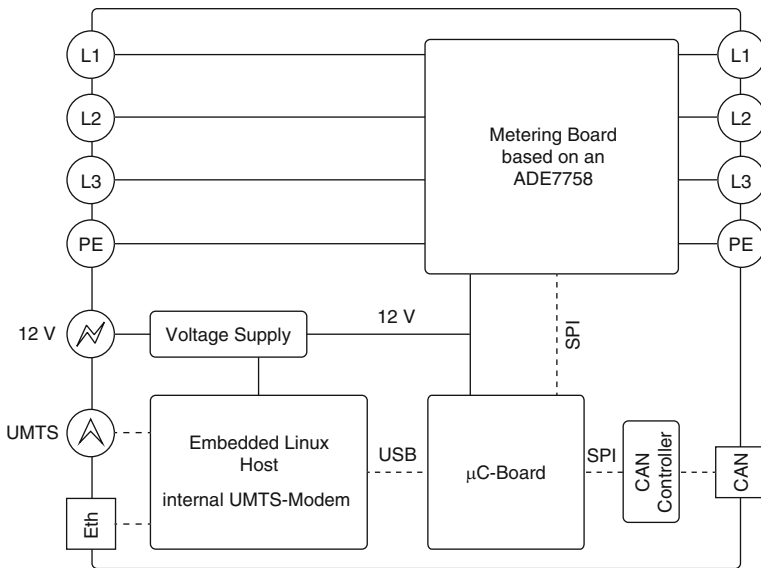 L1
L1
L2
Metering Board
based on an
ADE7758
L2
L3
L3
PE
PE
12 V
Voltage Supply
12 V
SPI
UMTS
Embedded Linux
Host
internal UMTS-Modem
USB
μC-Board
SPI
CAN
Controller
CAN
Eth